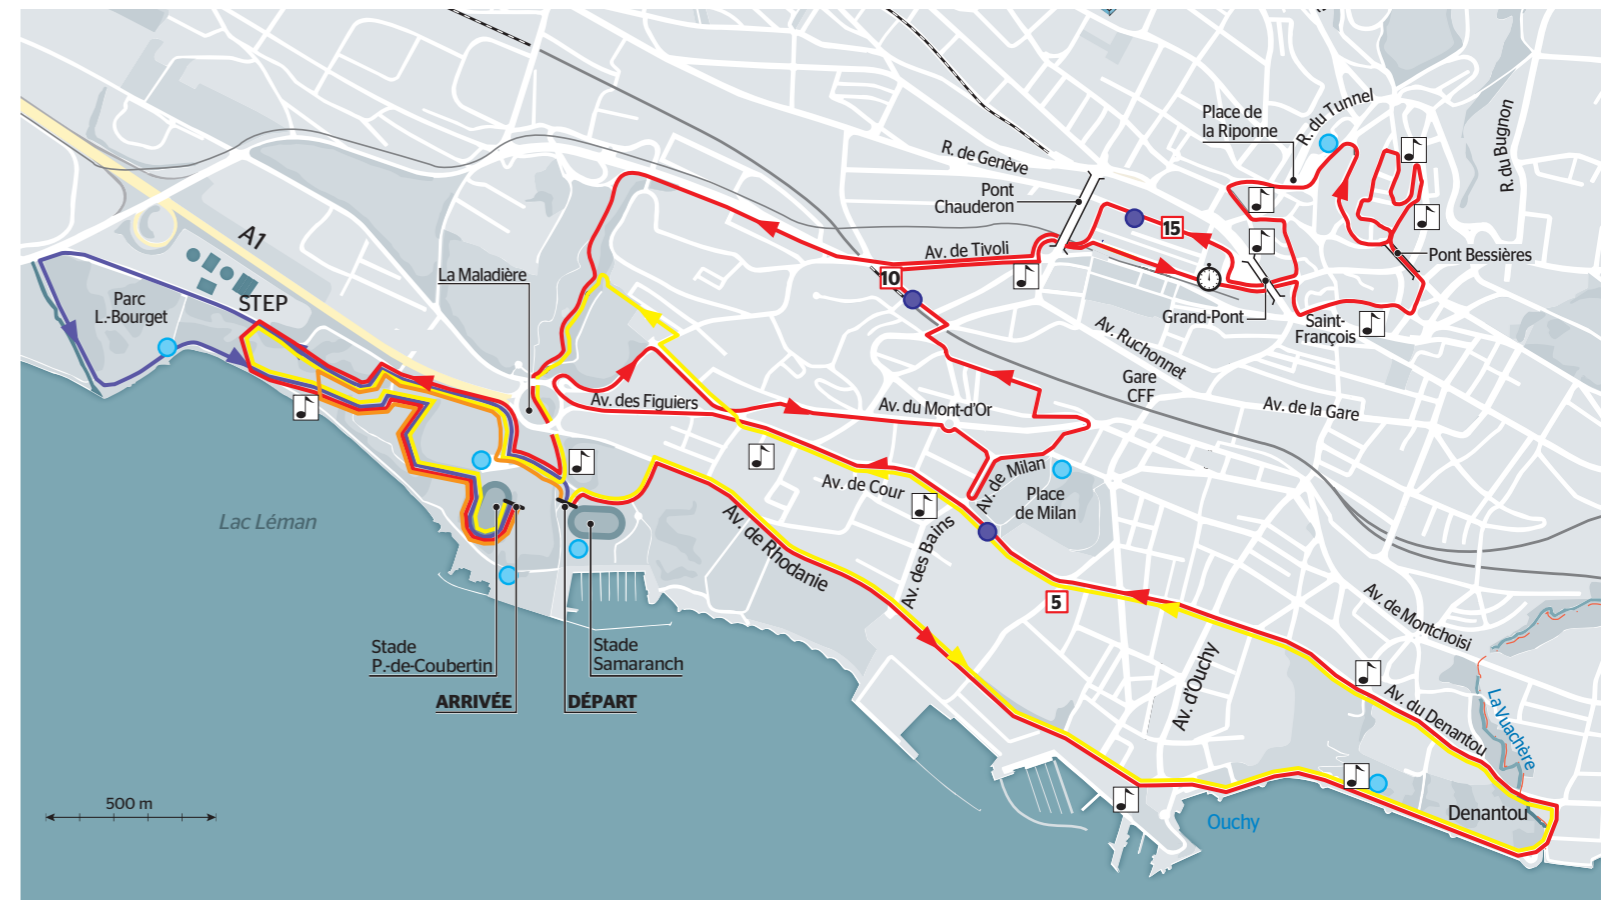 Place de
la Riponne
R. du Tunnel
R. du Bugnon
R. de Genève
Pont
Chauderon
A1
15
Av. de Tivoli
Pont Bessières
La Maladière
10
Parc
L.-Bourget
STEP
Grand-Pont
Saint-
François
Av. Ruchonnet
Gare
CFF
Av. des Figuiers
Av. du Mont-d'Or
Av. de la Gare
Av. de Milan
Av. de Cour
Place
de Milan
Lac Léman
Av. de Rhodanie
Av. des Bains
5
Av. de Montchoisi
Stade
P.-de-Coubertin
Stade
Samaranch
ARRIVÉE
DÉPART
Av. d'Ouchy
Av. du Denantou
La Vuachère
500 m
Ouchy
Denantou